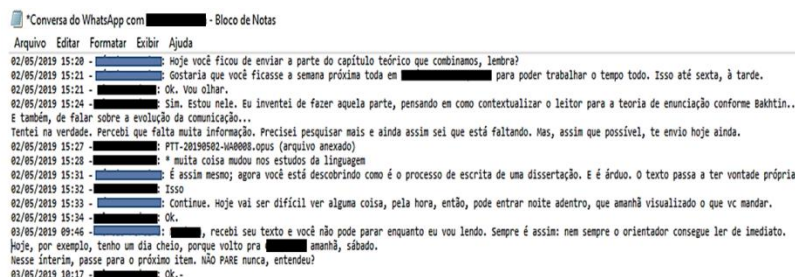 *Conversa do WhatsApp com - Bloco de Notas
Arquivo Editar Formatar Exibir Ajuda
02/05/2019 15:20 - : Hoje você ficou de enviar a parte do capítulo teórico que combinamos, lembra?
02/05/2019 15:21 - : Gostaria que você ficasse a semana próxima toda em para poder trabalhar o tempo todo. Isso até sexta, à tarde.
02/05/2019 15:21 - : Ok. Vou olhar.
02/05/2019 15:24 - : Sim. Estou nele. Eu inventei de fazer aquela parte, pensando em como contextualizar o leitor para a teoria de enunciação conforme Bakhtin..
E também, de falar sobre a evolução da comunicação...
Tentei na verdade. Percebi que falta muita informação. Precisei pesquisar mais e ainda assim sei que está faltando. Mas, assim que possível, te envio hoje ainda.
02/05/2019 15:27 - : PTT-20190502-WA0008.opus (arquivo anexado)
02/05/2019 15:28 - : * muita coisa mudou nos estudos da linguagem
02/05/2019 15:31 - : É assim mesmo; agora você está descobrindo como é o processo de escrita de uma dissertação. E é árduo. O texto passa a ter vontade própria
02/05/2019 15:32 - : Isso
02/05/2019 15:33 - : Continue. Hoje vai ser difícil ver alguma coisa, pela hora, então, pode entrar noite adentro, que amanhã visualizado o que vc mandar.
02/05/2019 15:34 - : Ok.
03/05/2019 09:46 - : , recebi seu texto e você não pode parar enquanto eu vou lendo. Sempre é assim: nem sempre o orientador consegue ler de imediato.
Hoje, por exemplo, tenho um dia cheio, porque volto pra amanhã, sábado.
Nesse ínterim, passe para o próximo item. NÃO PARE nunca, entendeu?
03/05/2019 10:17 - : Ok.-